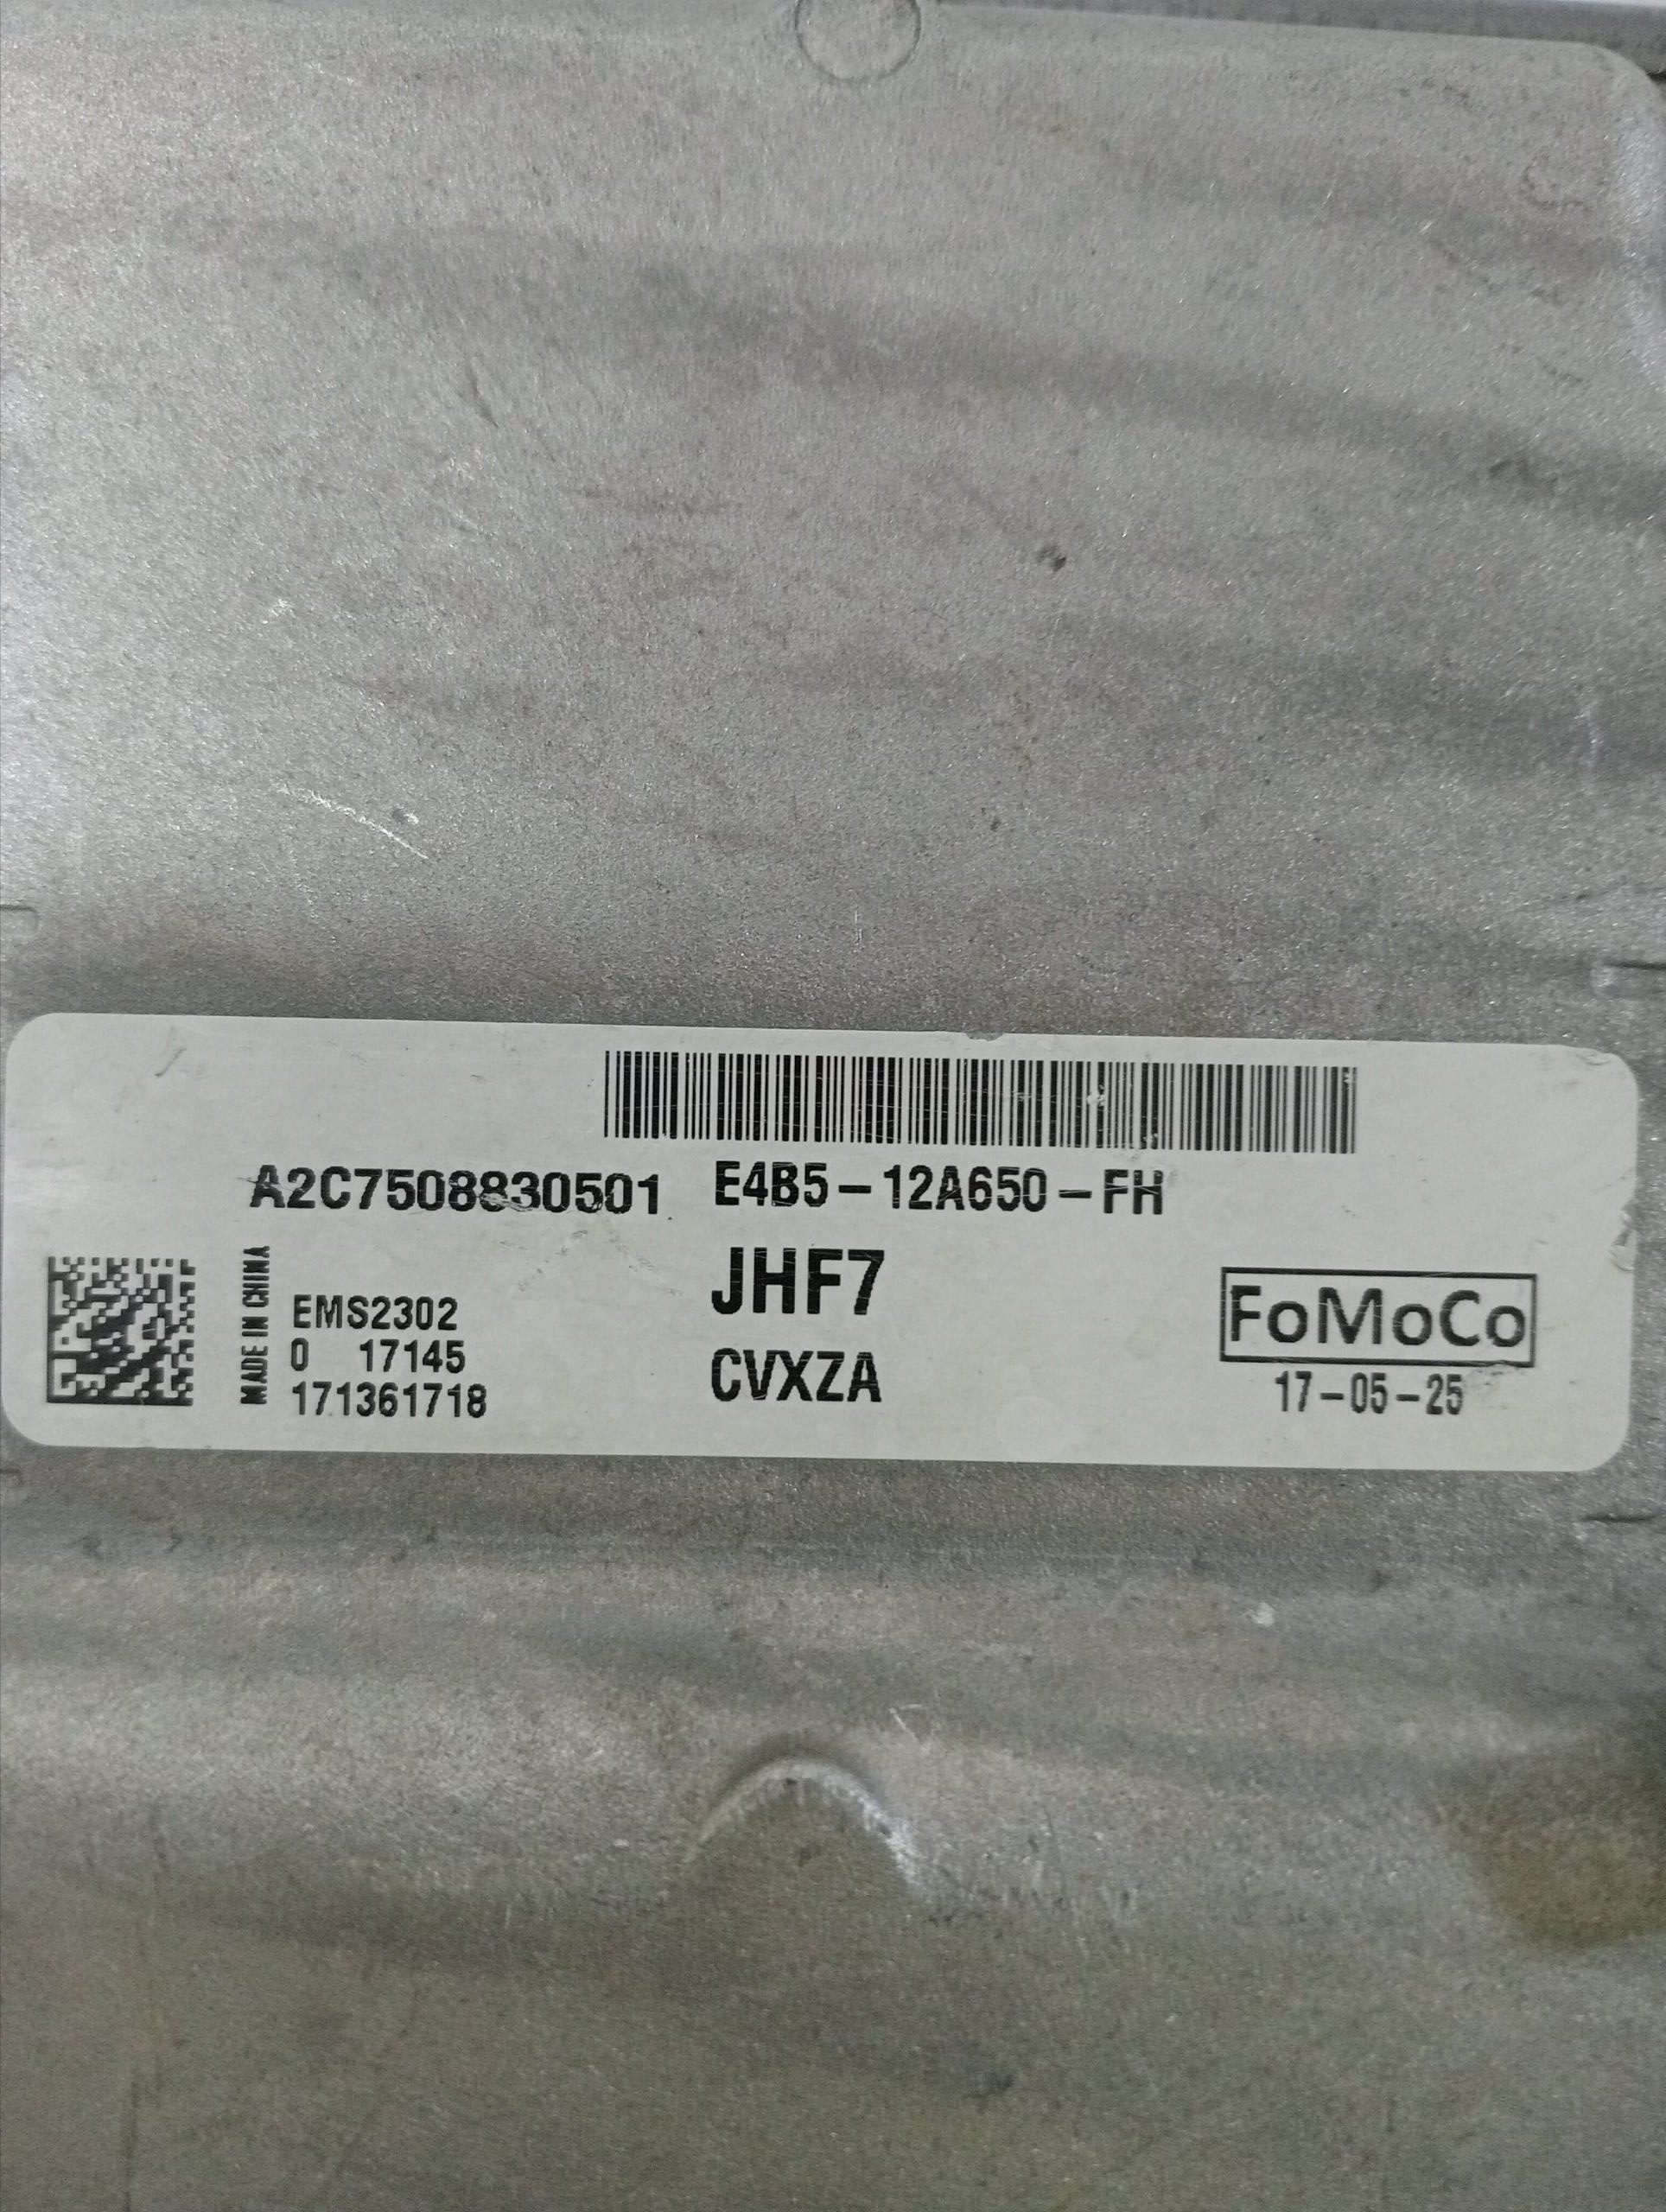 A2C7508830501 E4B5-12A650-FH
JHF7
MADE IN CHINA
EMS2302
0 17145
171361718
CVXZA
FoMoCo
17-05-25